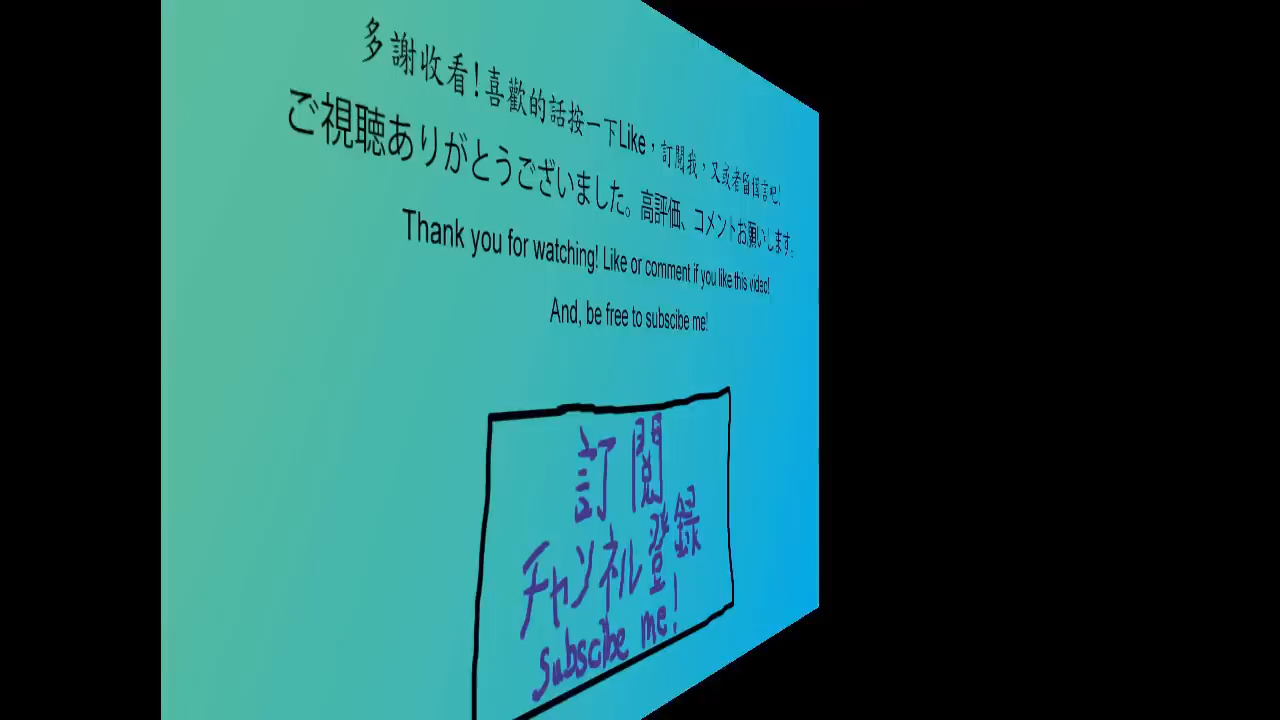 多謝收看!喜歡的話按一下Like，訂閱我，又或者留個言吧!
ご視聴ありがとうございました。高評価、コメントお願いします。
Thank you for watching! Like or comment if you like this video!
And, be free to subscibe me!
訂閱
チャンネル登録
subscibe me!